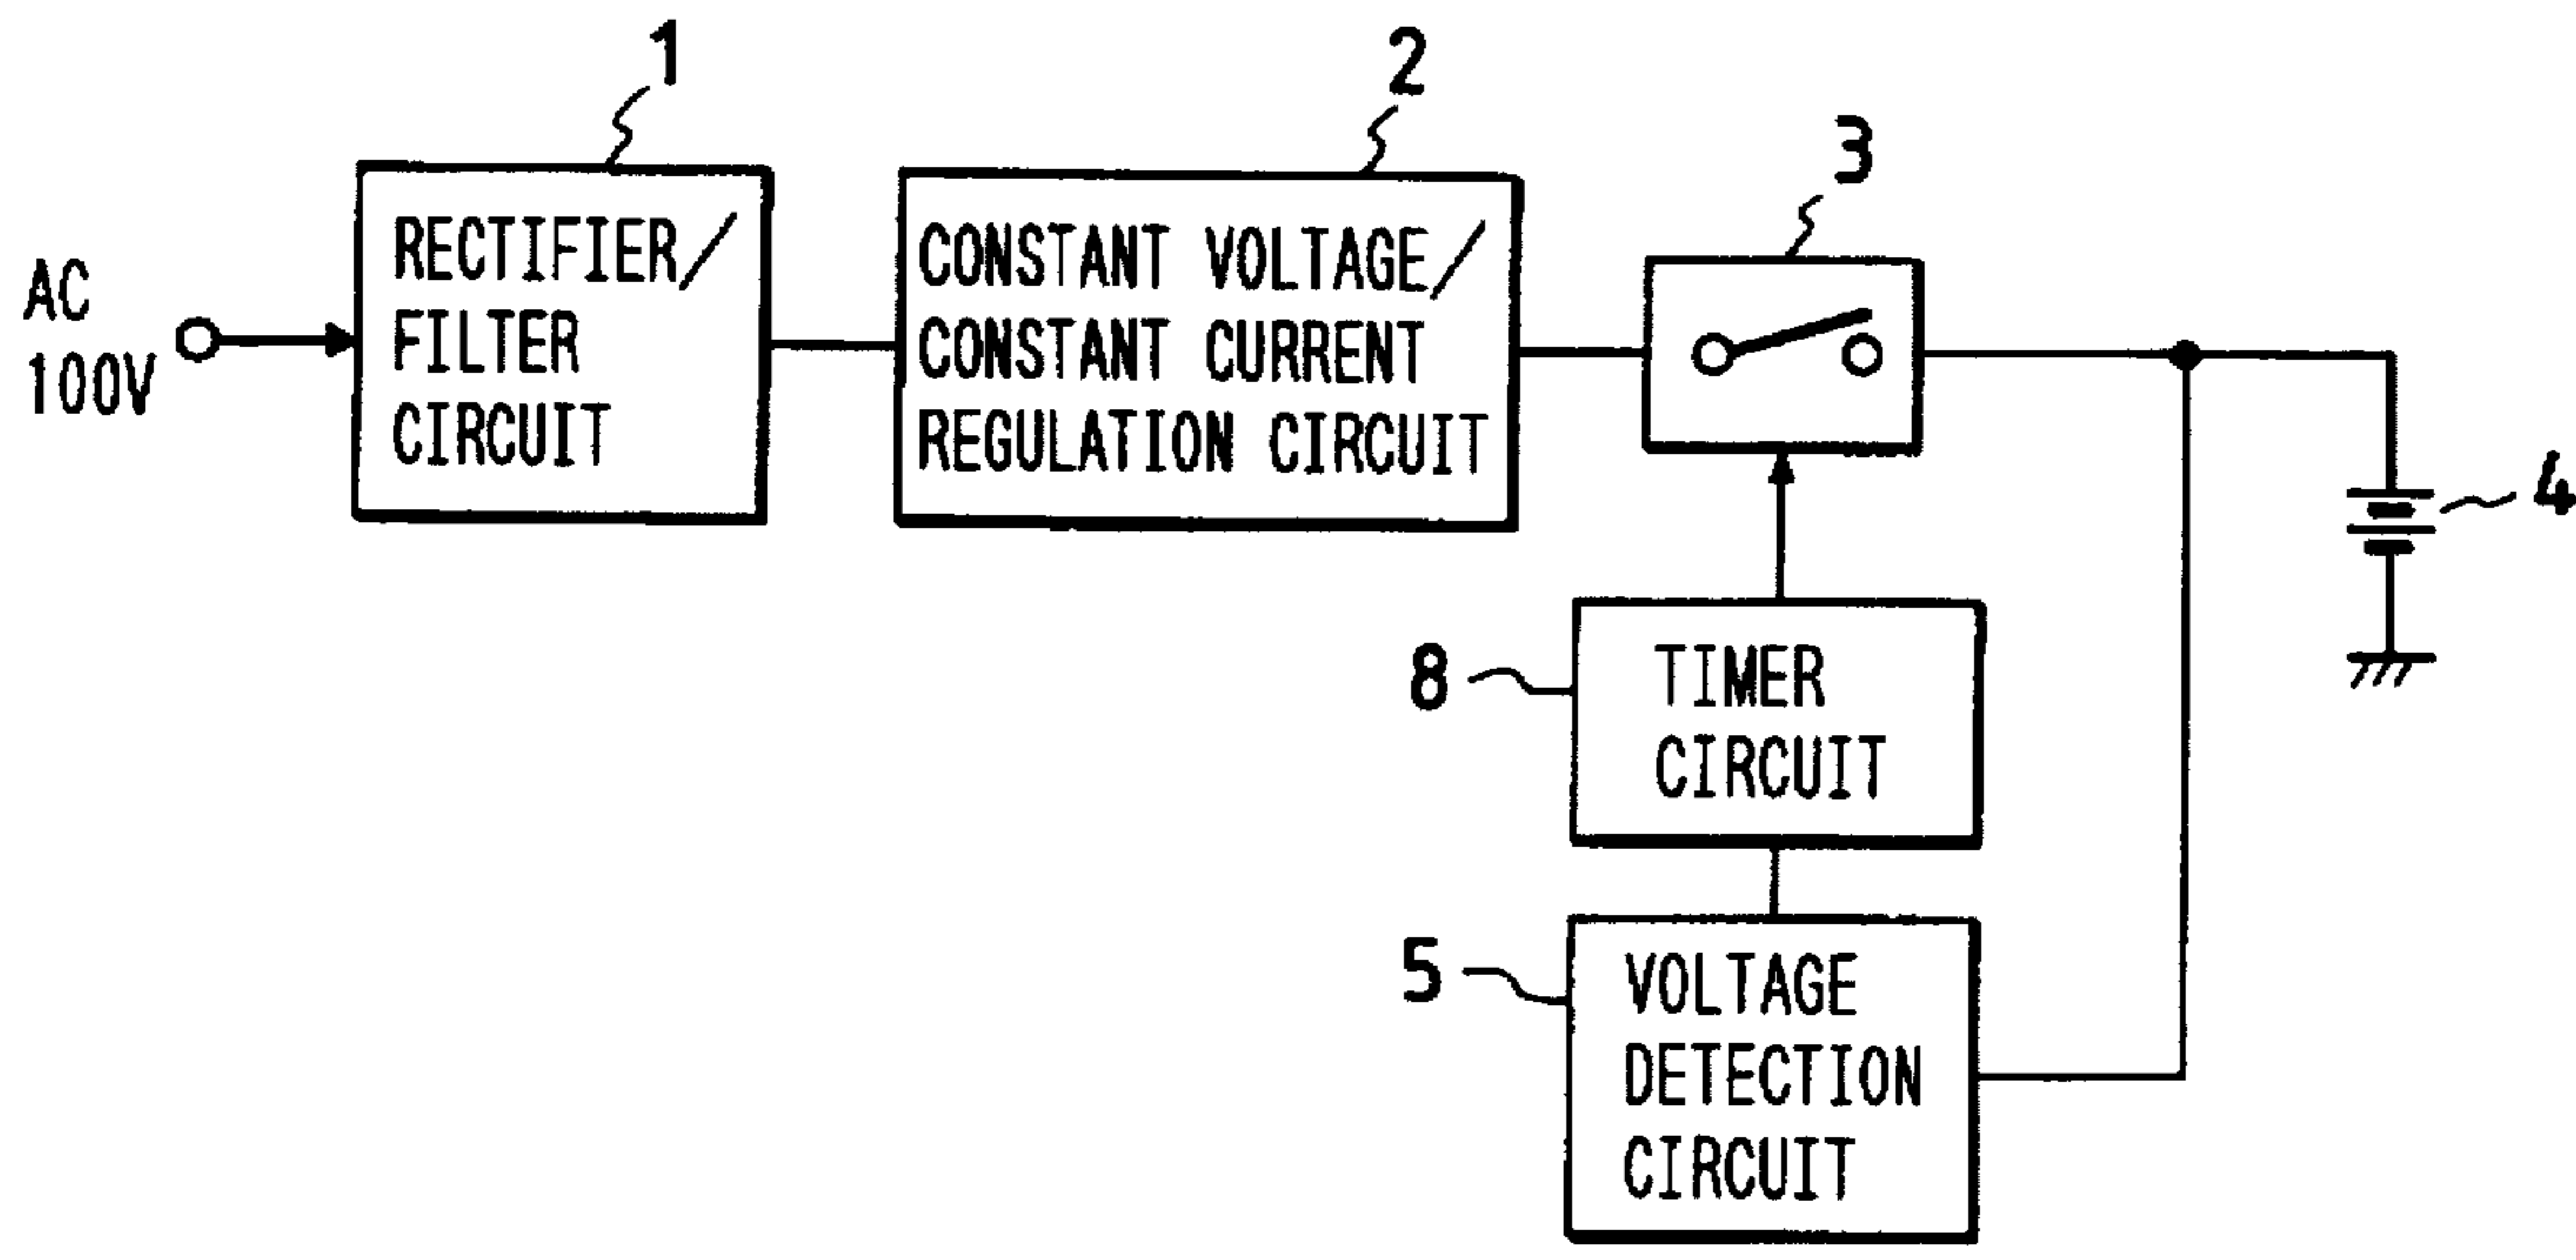 1
2
3
AC
100V
RECTIFIER/
FILTER
CIRCUIT
CONSTANT VOLTAGE/
CONSTANT CURRENT
REGULATION CIRCUIT
4
8
TIMER
CIRCUIT
5
VOLTAGE
DETECTION
CIRCUIT